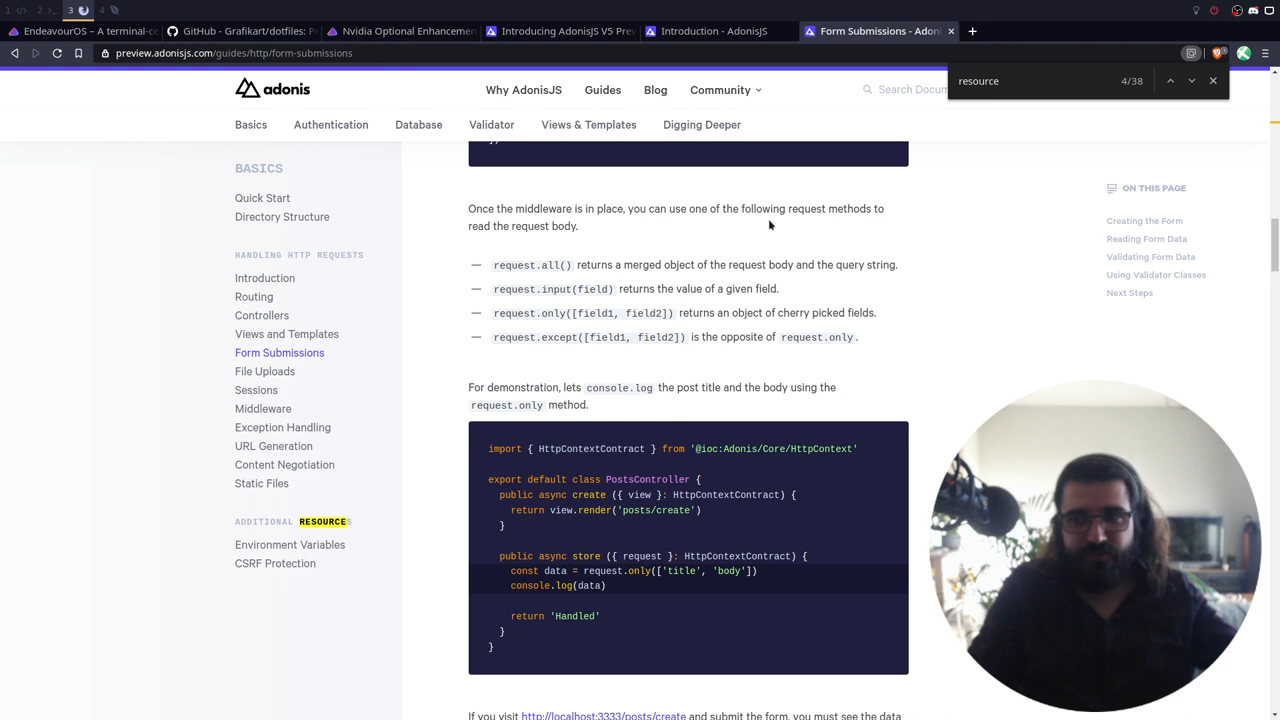 1
2 >_
3
4
EndeavourOS – A terminal-ce
GitHub - Grafikart/dotfiles: Pr
Nvidia Optional Enhancemen
Introducing AdonisJS V5 Prev
Introduction - AdonisJS
Form Submissions - Adoni
preview.adonisjs.com/guides/http/form-submissions
resource
4/38
adonis
Why AdonisJS
Guides
Blog
Community
Search Docum
Basics
Authentication
Database
Validator
Views & Templates
Digging Deeper
BASICS
Quick Start
Directory Structure
HANDLING HTTP REQUESTS
Introduction
Routing
Controllers
Views and Templates
Form Submissions
File Uploads
Sessions
Middleware
Exception Handling
URL Generation
Content Negotiation
Static Files
ADDITIONAL RESOURCES
Environment Variables
CSRF Protection
})
Once the middleware is in place, you can use one of the following request methods to
read the request body.
— request.all() returns a merged object of the request body and the query string.
— request.input(field) returns the value of a given field.
— request.only([field1, field2]) returns an object of cherry picked fields.
— request.except([field1, field2]) is the opposite of request.only.
For demonstration, lets console.log the post title and the body using the
request.only method.
import { HttpContextContract } from '@ioc:Adonis/Core/HttpContext'
export default class PostsController {
public async create ({ view }: HttpContextContract) {
return view.render('posts/create')
}
public async store ({ request }: HttpContextContract) {
const data = request.only(['title', 'body'])
console.log(data)
return 'Handled'
}
}
If you visit http://localhost:3333/posts/create and submit the form, you must see the data
ON THIS PAGE
Creating the Form
Reading Form Data
Validating Form Data
Using Validator Classes
Next Steps